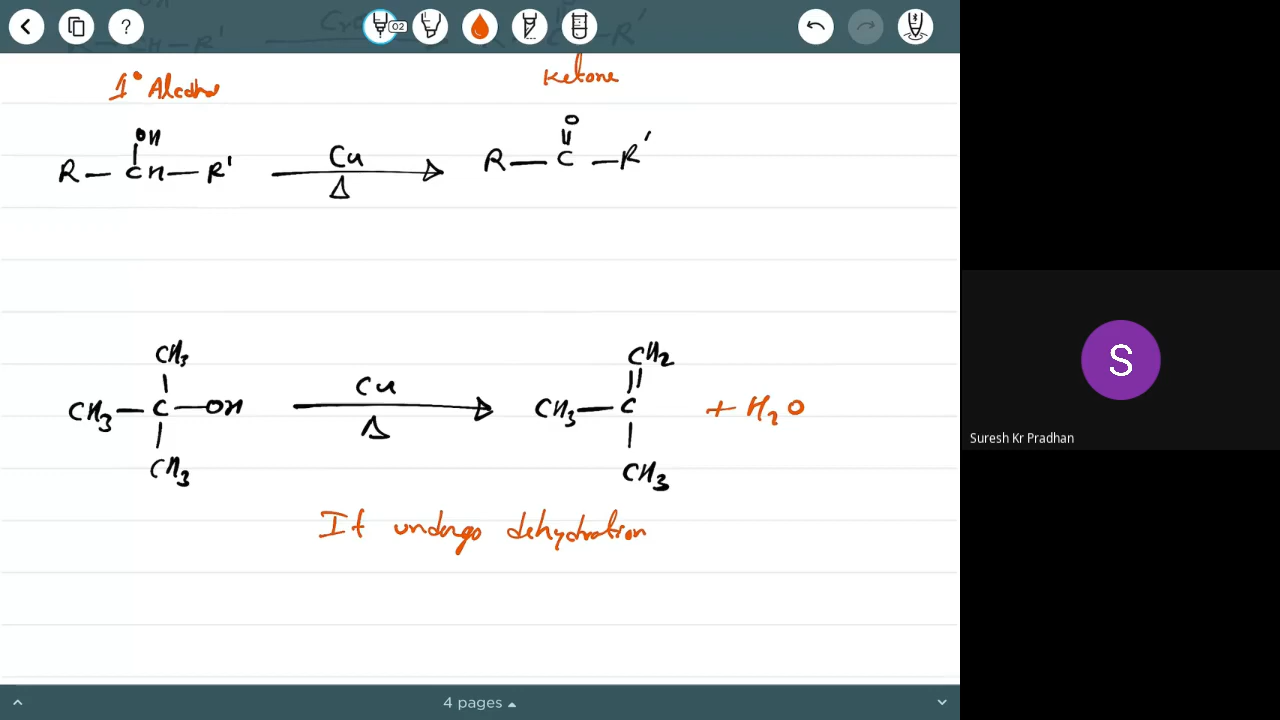 1° Alcohol
Ketone
OH
R — CH — R'
Cu
Δ
O
R — C — R'
CH3
CH3 — C — OH
CH3
Cu
Δ
CH2
CH3 — C
CH3
+ H2O
It undergo dehydration
S
Suresh Kr Pradhan
4 pages
?
02